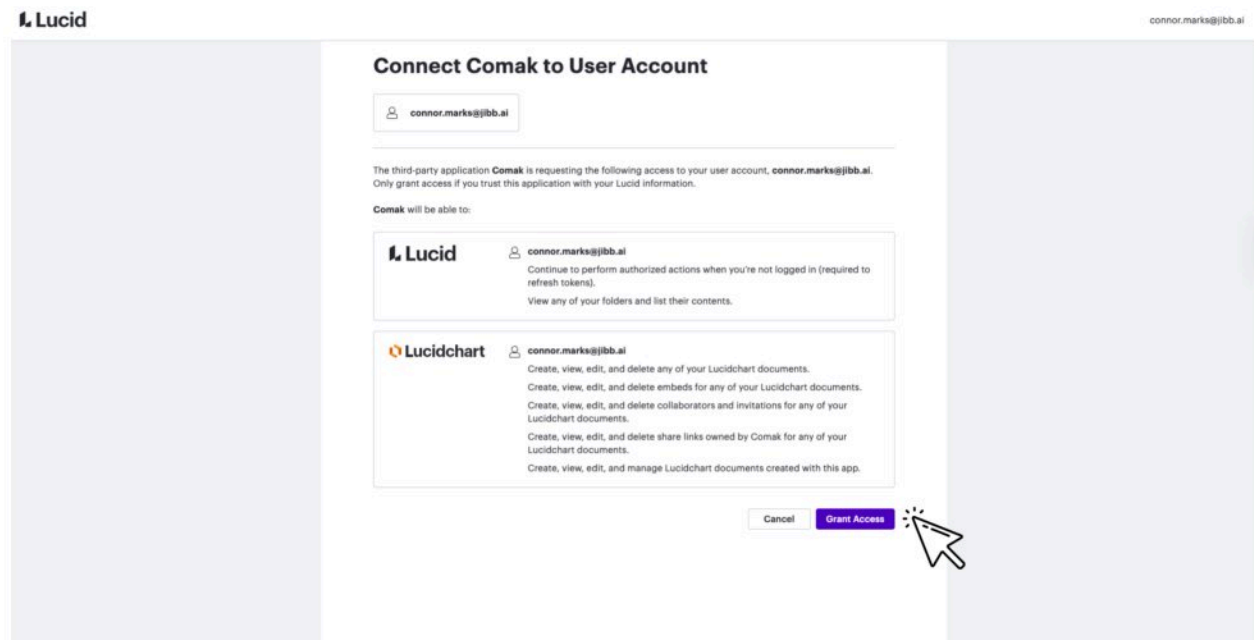 Lucid
connor.marks@jibb.ai
Connect Comak to User Account
connor.marks@jibb.ai
The third-party application Comak is requesting the following access to your user account, connor.marks@jibb.ai.
Only grant access if you trust this application with your Lucid information.
Comak will be able to:
Lucid
connor.marks@jibb.ai
Continue to perform authorized actions when you're not logged in (required to
refresh tokens).
View any of your folders and list their contents.
Lucidchart
connor.marks@jibb.ai
Create, view, edit, and delete any of your Lucidchart documents.
Create, view, edit, and delete embeds for any of your Lucidchart documents.
Create, view, edit, and delete collaborators and invitations for any of your
Lucidchart documents.
Create, view, edit, and delete share links owned by Comak for any of your
Lucidchart documents.
Create, view, edit, and manage Lucidchart documents created with this app.
Cancel
Grant Access